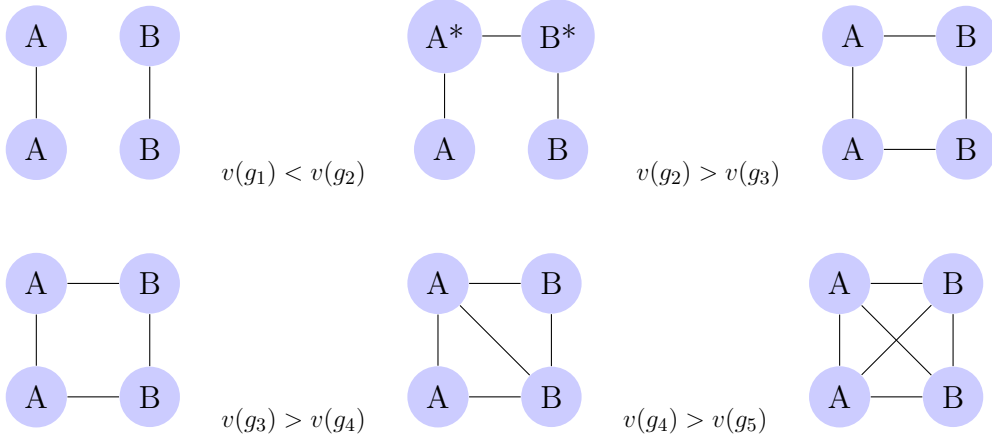 A B A* B* A B
A B A B A B
v(g₁) < v(g₂) v(g₂) > v(g₃)
A B A B A B
A B A B A B
v(g₃) > v(g₄) v(g₄) > v(g₅)